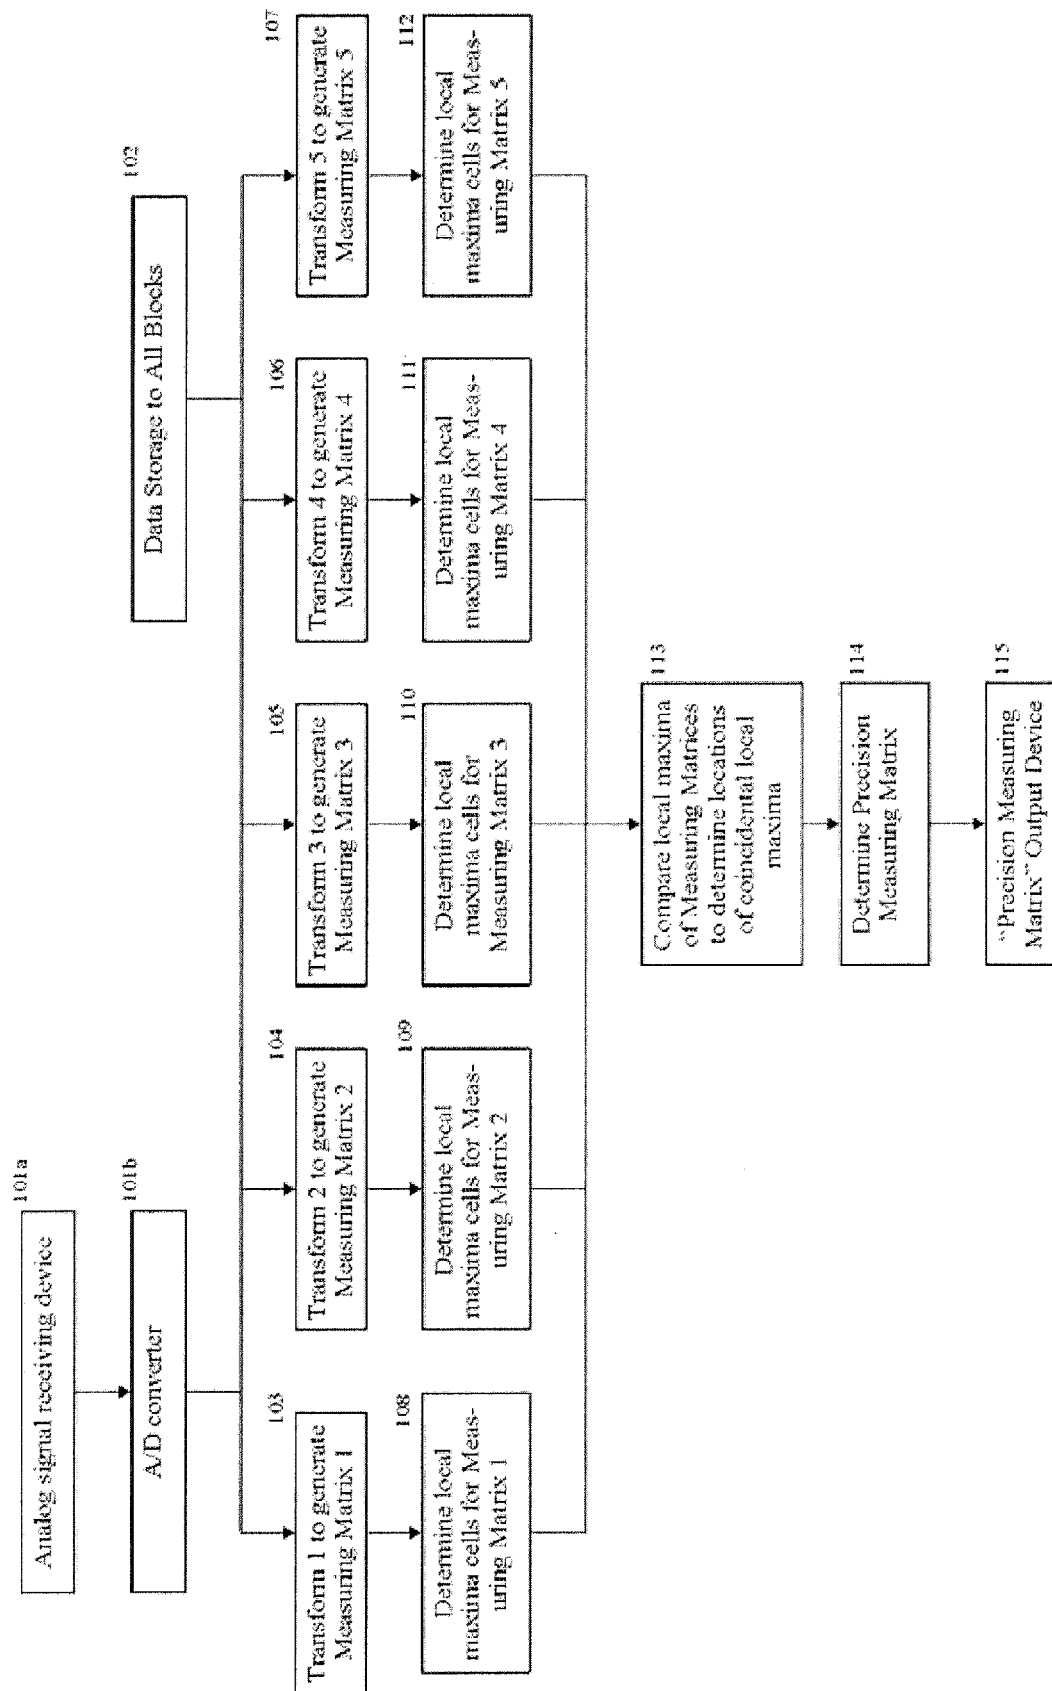 101a
Analog signal receiving device
101b
A/D converter
102
Data Storage to All Blocks
103
Transform 1 to generate
Measuring Matrix 1
104
Transform 2 to generate
Measuring Matrix 2
105
Transform 3 to generate
Measuring Matrix 3
106
Transform 4 to generate
Measuring Matrix 4
107
Transform 5 to generate
Measuring Matrix 5
108
Determine local
maxima cells for Meas-
uring Matrix 1
109
Determine local
maxima cells for Meas-
uring Matrix 2
110
Determine local
maxima cells for
Measuring Matrix 3
111
Determine local
maxima cells for Meas-
uring Matrix 4
112
Determine local
maxima cells for Meas-
uring Matrix 5
113
Compare local maxima
of Measuring Matrices
to determine locations
of coincidental local
maxima
114
Determine Precision
Measuring Matrix
115
"Precision Measuring
Matrix" Output Device